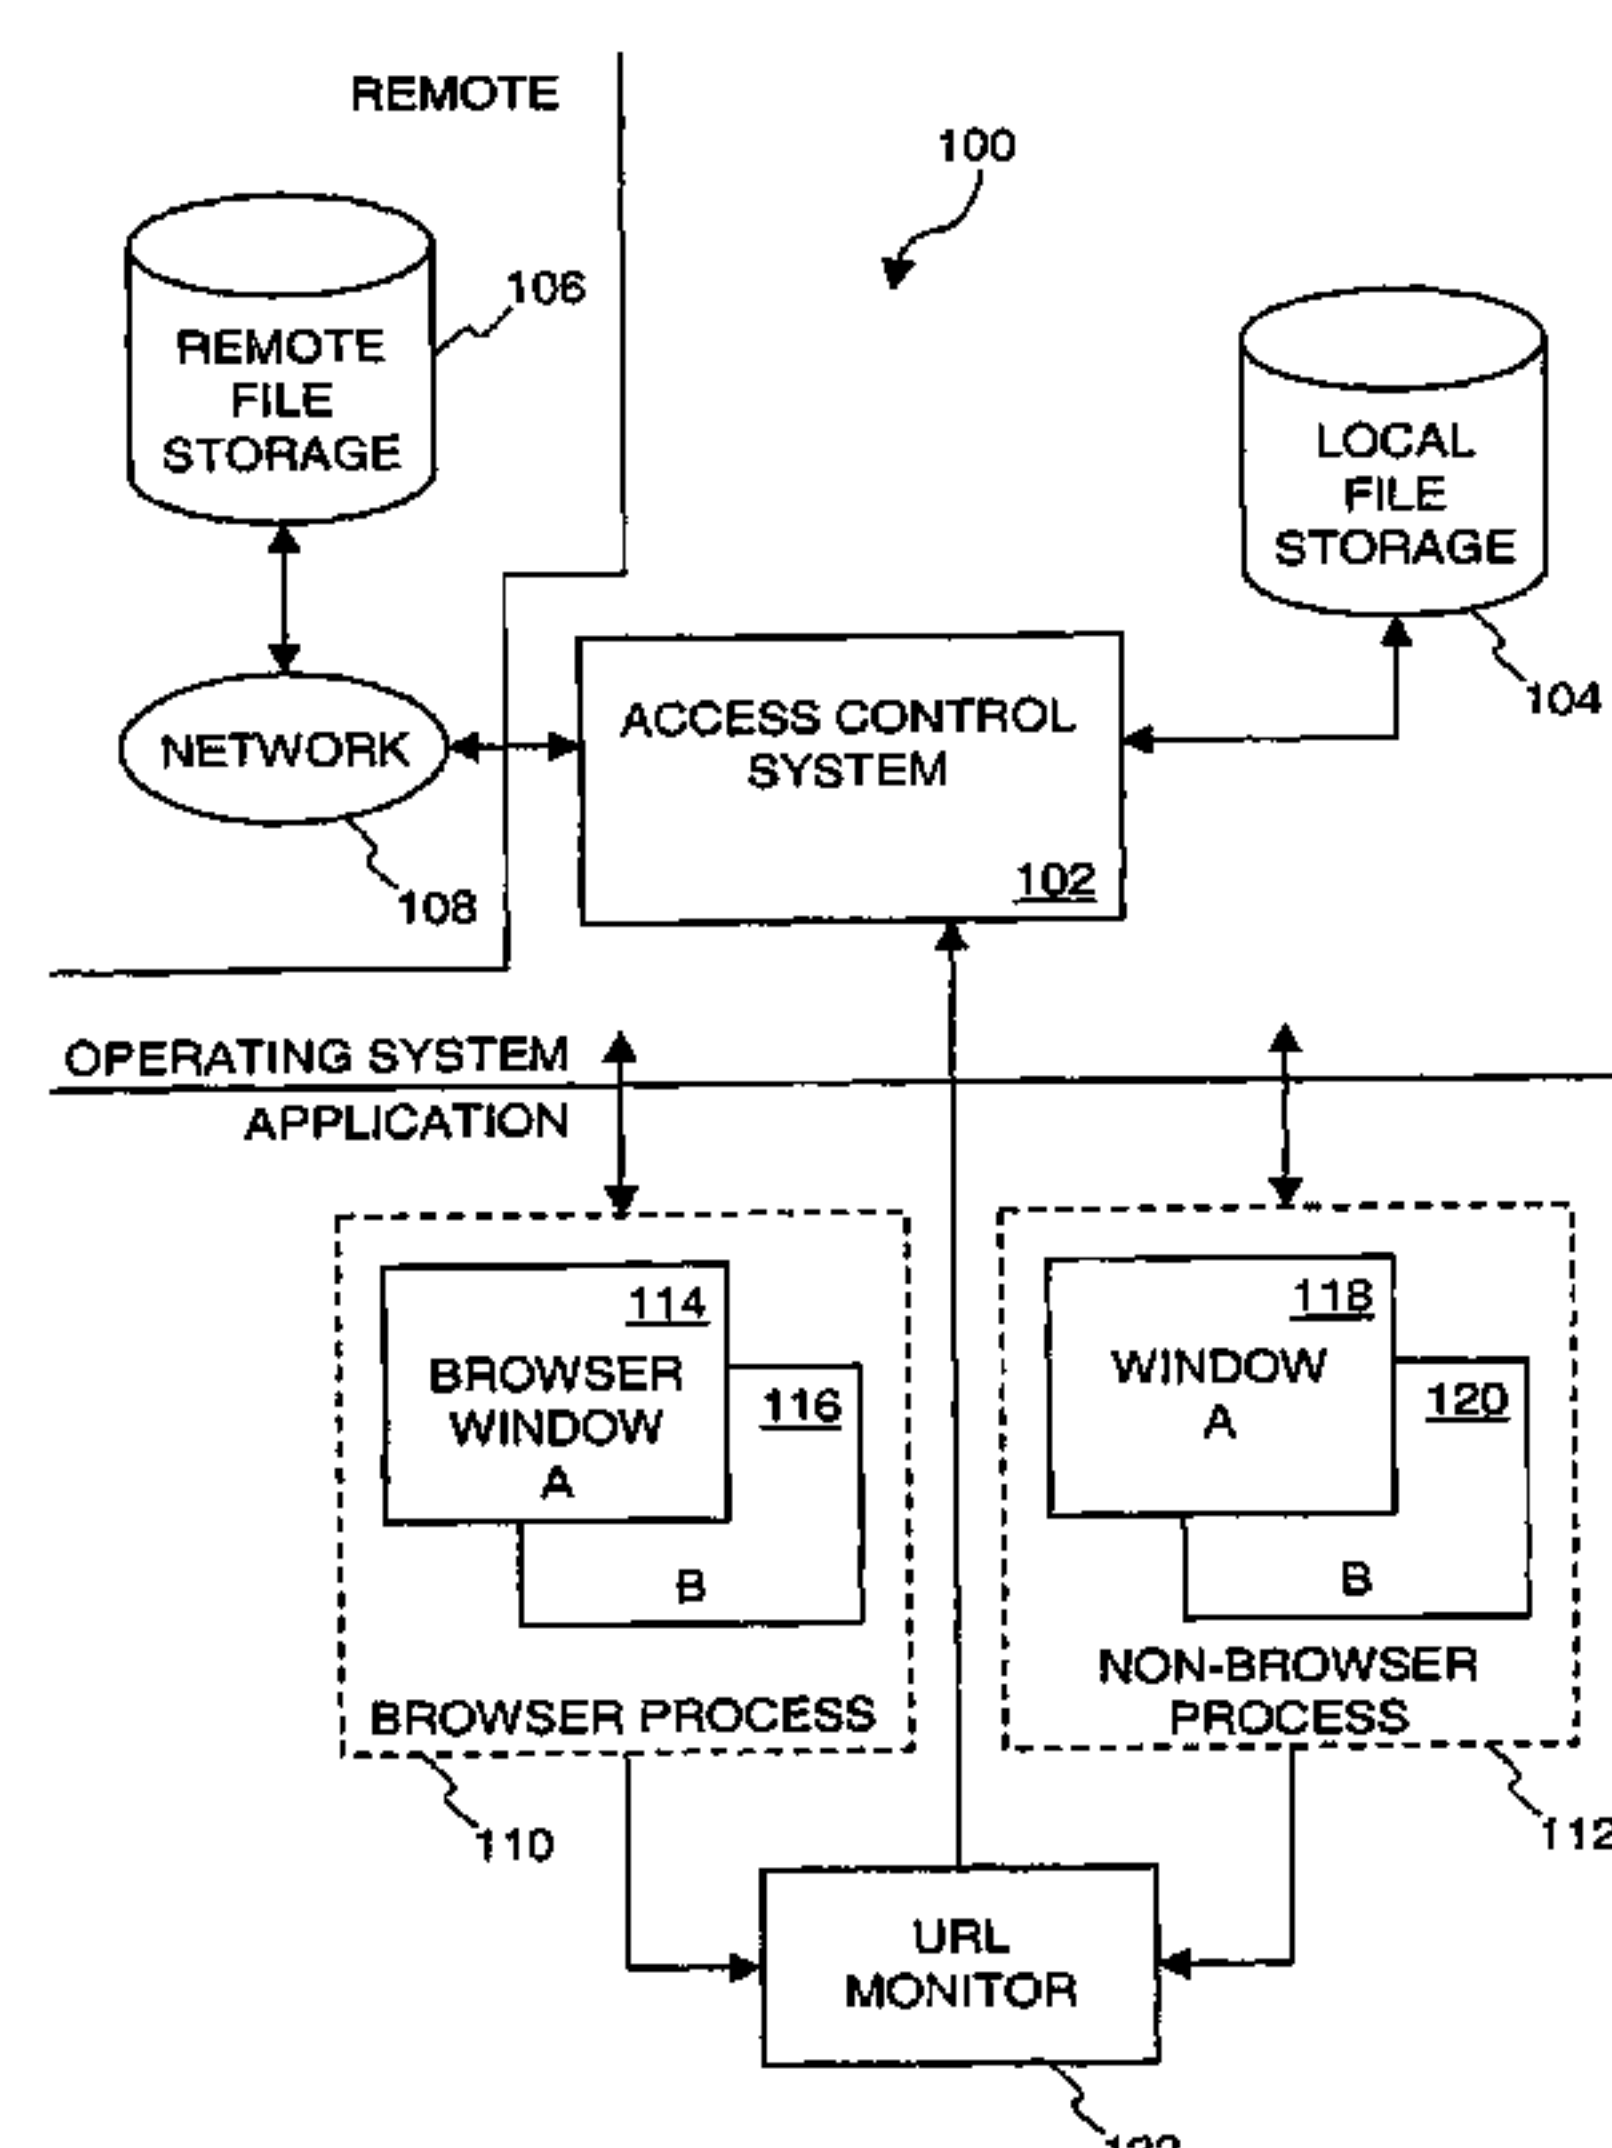 REMOTE
100
106
REMOTE
FILE
STORAGE
LOCAL
FILE
STORAGE
104
NETWORK
ACCESS CONTROL
SYSTEM
102
108
OPERATING SYSTEM
APPLICATION
114
BROWSER
WINDOW
A
116
B
BROWSER PROCESS
110
118
WINDOW
A
120
B
NON-BROWSER
PROCESS
112
URL
MONITOR